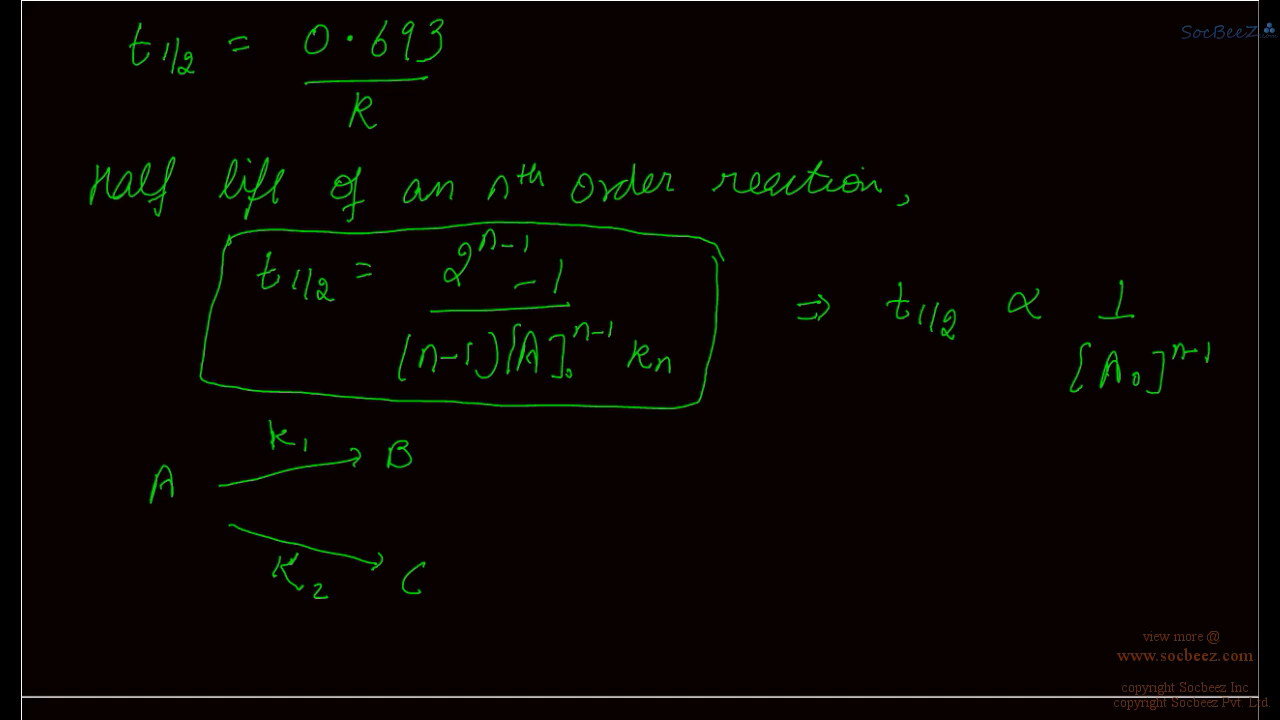 SocBeeZ.com
t1/2 = 0.693
K
Half life of an nth order reaction,
t1/2 = 2^n-1 - 1
(n-1)[A]₀^n-1 Kn
⇒ t1/2 ∝ 1
[A₀]^n-1
K1
A B
K2 C
view more @
www.socbeez.com
copyright Socbeez Inc
copyright Socbeez Pvt Ltd